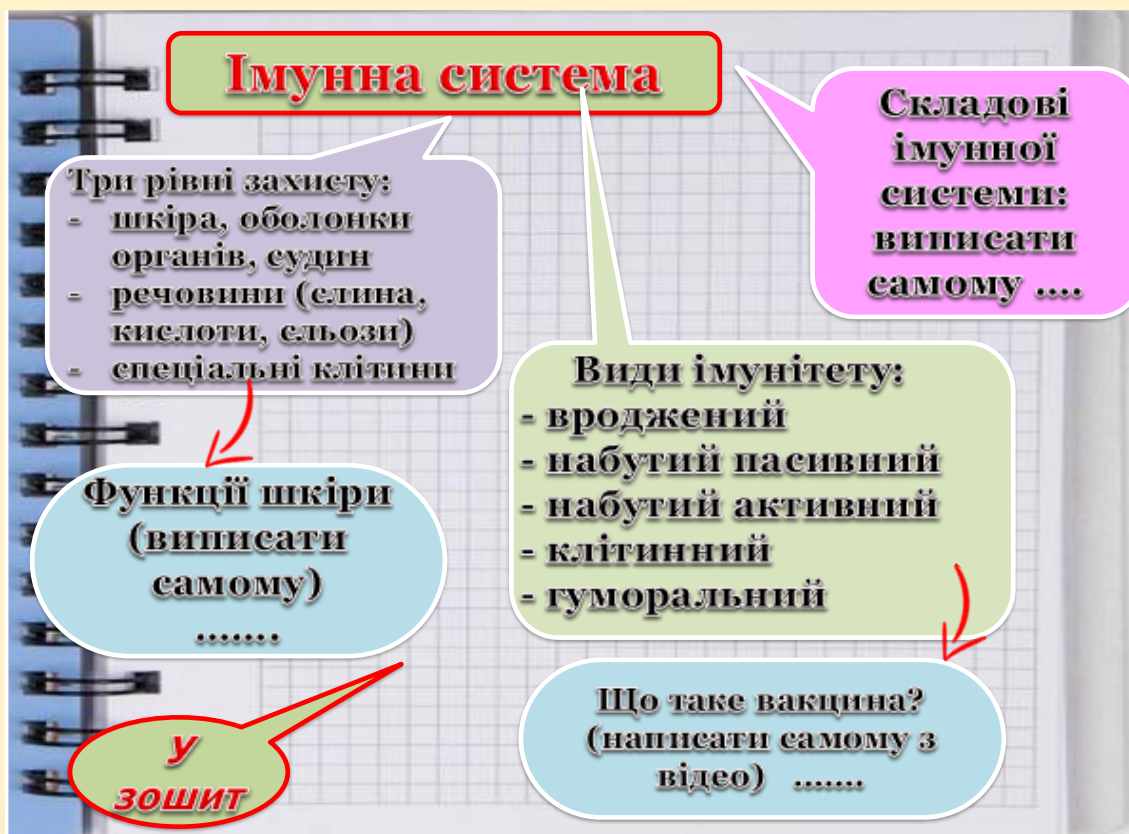 Імунна система
Складові
імунної
системи:
виписати
самому ....
Три рівні захисту:
- шкіра, оболонки
органів, судин
- речовини (слина,
кислоти, сльози)
- спеціальні клітини
Види імунітету:
- вроджений
- набутий пасивний
- набутий активний
- клітинний
- гуморальний
Функції шкіри
(виписати
самому)
.......
Що таке вакцина?
(написати самому з
відео) .......
У
зошит